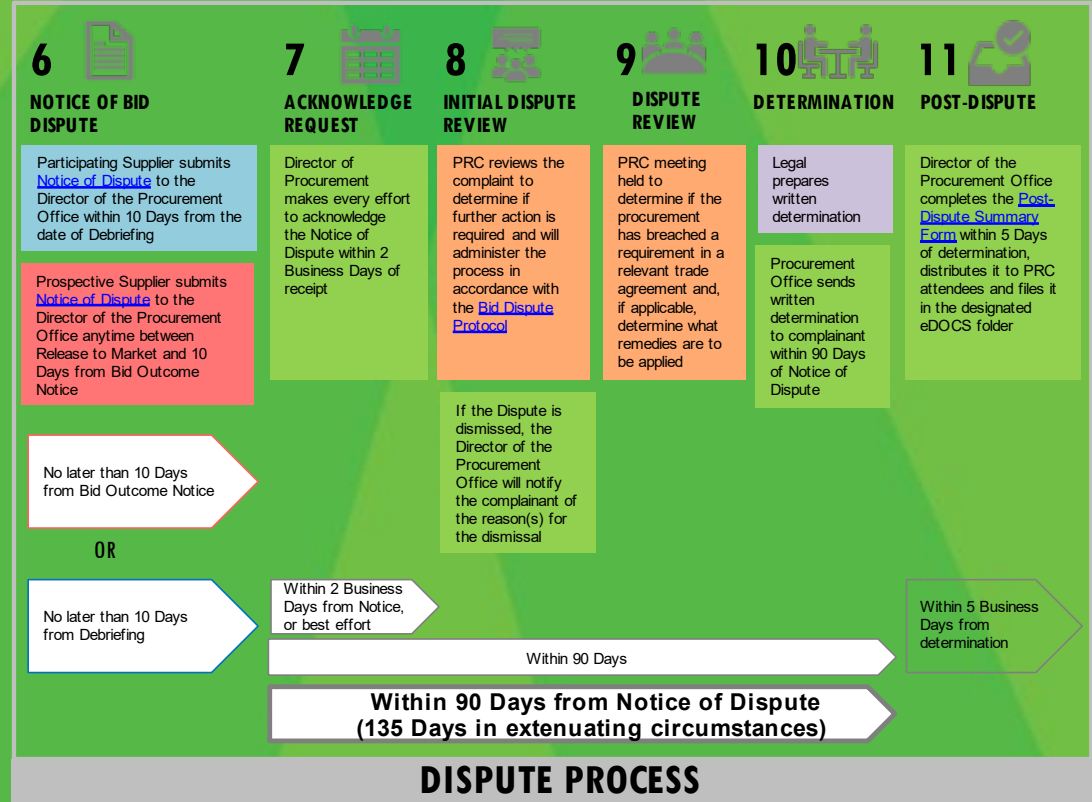 6
NOTICE OF BID
DISPUTE
Participating Supplier submits
Notice of Dispute to the
Director of the Procurement
Office within 10 Days from the
date of Debriefing
Prospective Supplier submits
Notice of Dispute to the
Director of the Procurement
Office anytime between
Release to Market and 10
Days from Bid Outcome
Notice
No later than 10 Days
from Bid Outcome Notice
OR
No later than 10 Days
from Debriefing
7
ACKNOWLEDGE
REQUEST
Director of
Procurement
makes every effort
to acknowledge
the Notice of
Dispute within 2
Business Days of
receipt
8
INITIAL DISPUTE
REVIEW
PRC reviews the
complaint to
determine if
further action is
required and will
administer the
process in
accordance with
the Bid Dispute
Protocol
If the Dispute is
dismissed, the
Director of the
Procurement
Office will notify
the complainant of
the reason(s) for
the dismissal
9
DISPUTE
REVIEW
PRC meeting
held to
determine if the
procurement
has breached a
requirement in a
relevant trade
agreement and,
if applicable,
determine what
remedies are to
be applied
10
DETERMINATION
Legal
prepares
written
determination
Procurement
Office sends
written
determination
to complainant
within 90 Days
of Notice of
Dispute
11
POST-DISPUTE
Director of the
Procurement Office
completes the Post-
Dispute Summary
Form within 5 Days
of determination,
distributes it to PRC
attendees and files it
in the designated
eDOCS folder
Within 2 Business
Days from Notice,
or best effort
Within 90 Days
Within 5 Business
Days from
determination
Within 90 Days from Notice of Dispute
(135 Days in extenuating circumstances)
DISPUTE PROCESS